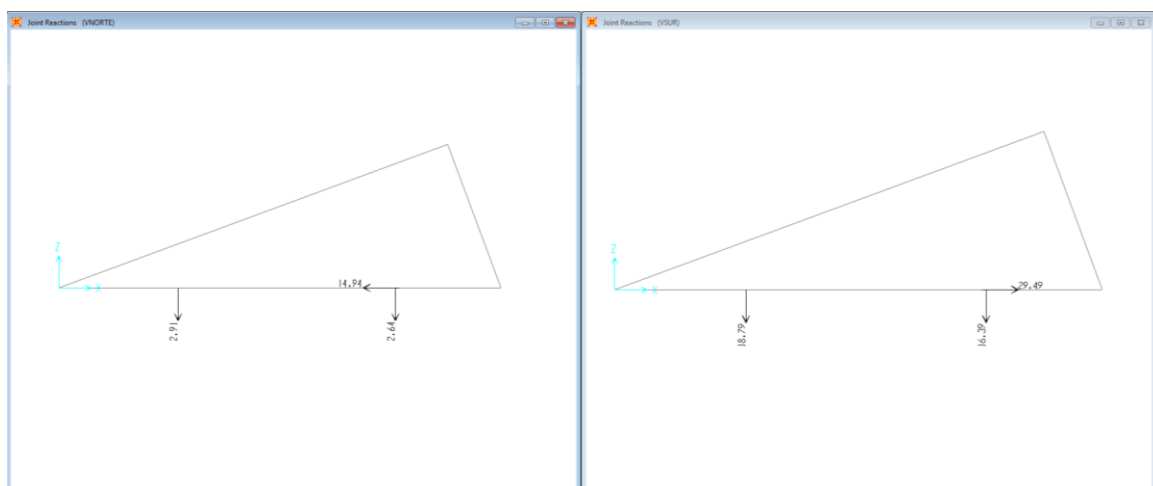 Joint Reactions (VNORTE)
Z
X
14.94
2.91
2.64
Joint Reactions (VSUR)
Z
X
29.49
18.79
16.39